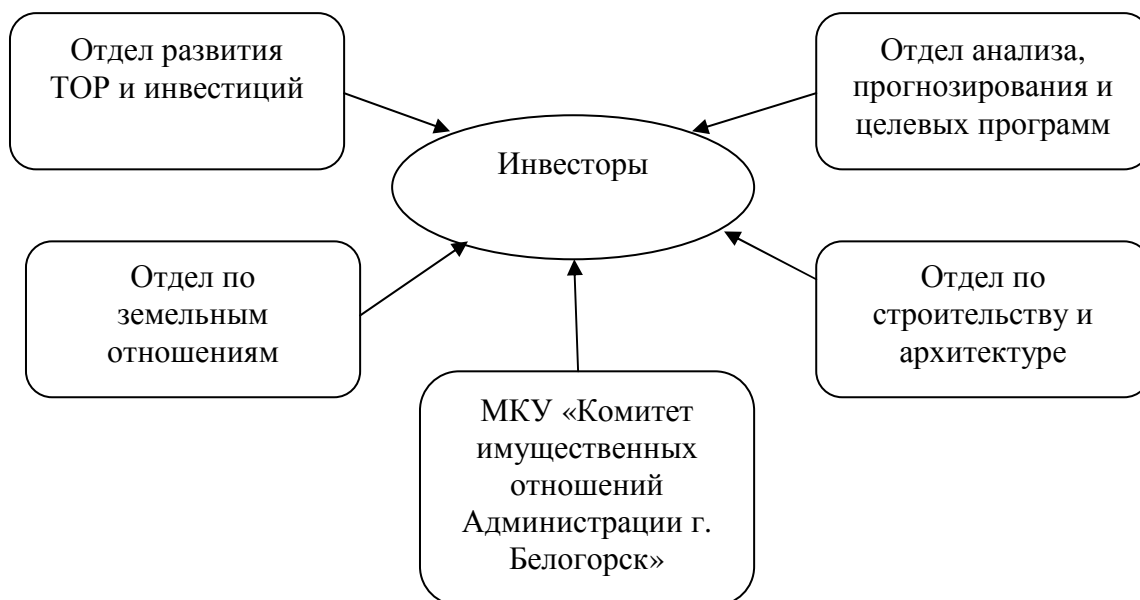 Отдел развития
ТОР и инвестиций
Отдел анализа,
прогнозирования и
целевых программ
Инвесторы
Отдел по
земельным
отношениям
Отдел по
строительству и
архитектуре
МКУ «Комитет
имущественных
отношений
Администрации г.
Белогорск»